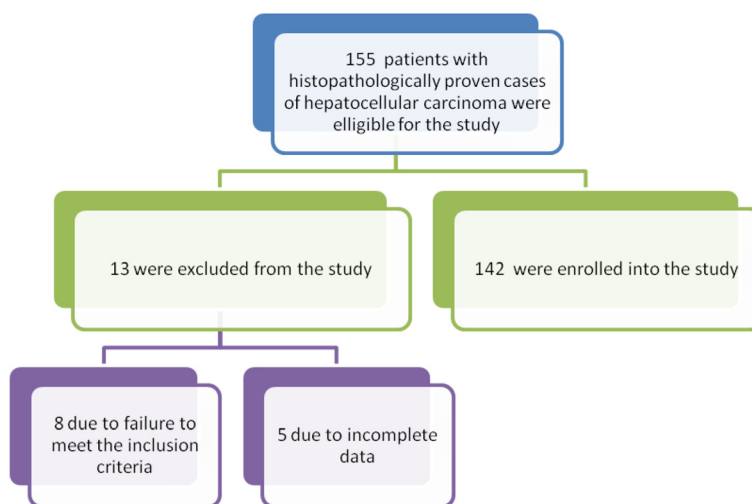 155 patients with
histopathologically proven cases
of hepatocellular carcinoma were
elligible for the study
13 were excluded from the study
142 were enrolled into the study
8 due to failure to
meet the inclusion
criteria
5 due to incomplete
data